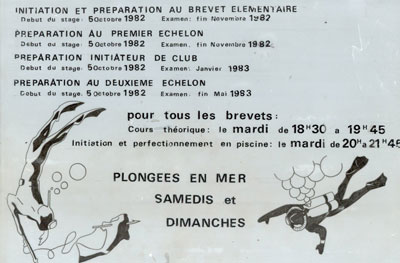 INITIATION ET PREPARATION AU BREVET ELEMENTAIRE
Debut du stage: 5 Octobre 1982 Examen: fin Novembre 1982
PREPARATION AU PREMIER ECHELON
Debut du stage: 5 Octobre 1982 Examen: fin Novembre 1982
PREPARATION INITIATEUR DE CLUB
Debut du stage: 5 Octobre 1982 Examen: Janvier 1983
PREPARATION AU DEUXIEME ECHELON
Debut du stage: 5 Octobre 1982 Examen: fin Mai 1983
pour tous les brevets:
Cours théorique: le mardi de 18H30 a 19H45
Initiation et perfectionnement en piscine: le mardi de 20Ha 21H45
PLONGEES EN MER
SAMEDIS et
DIMANCHES